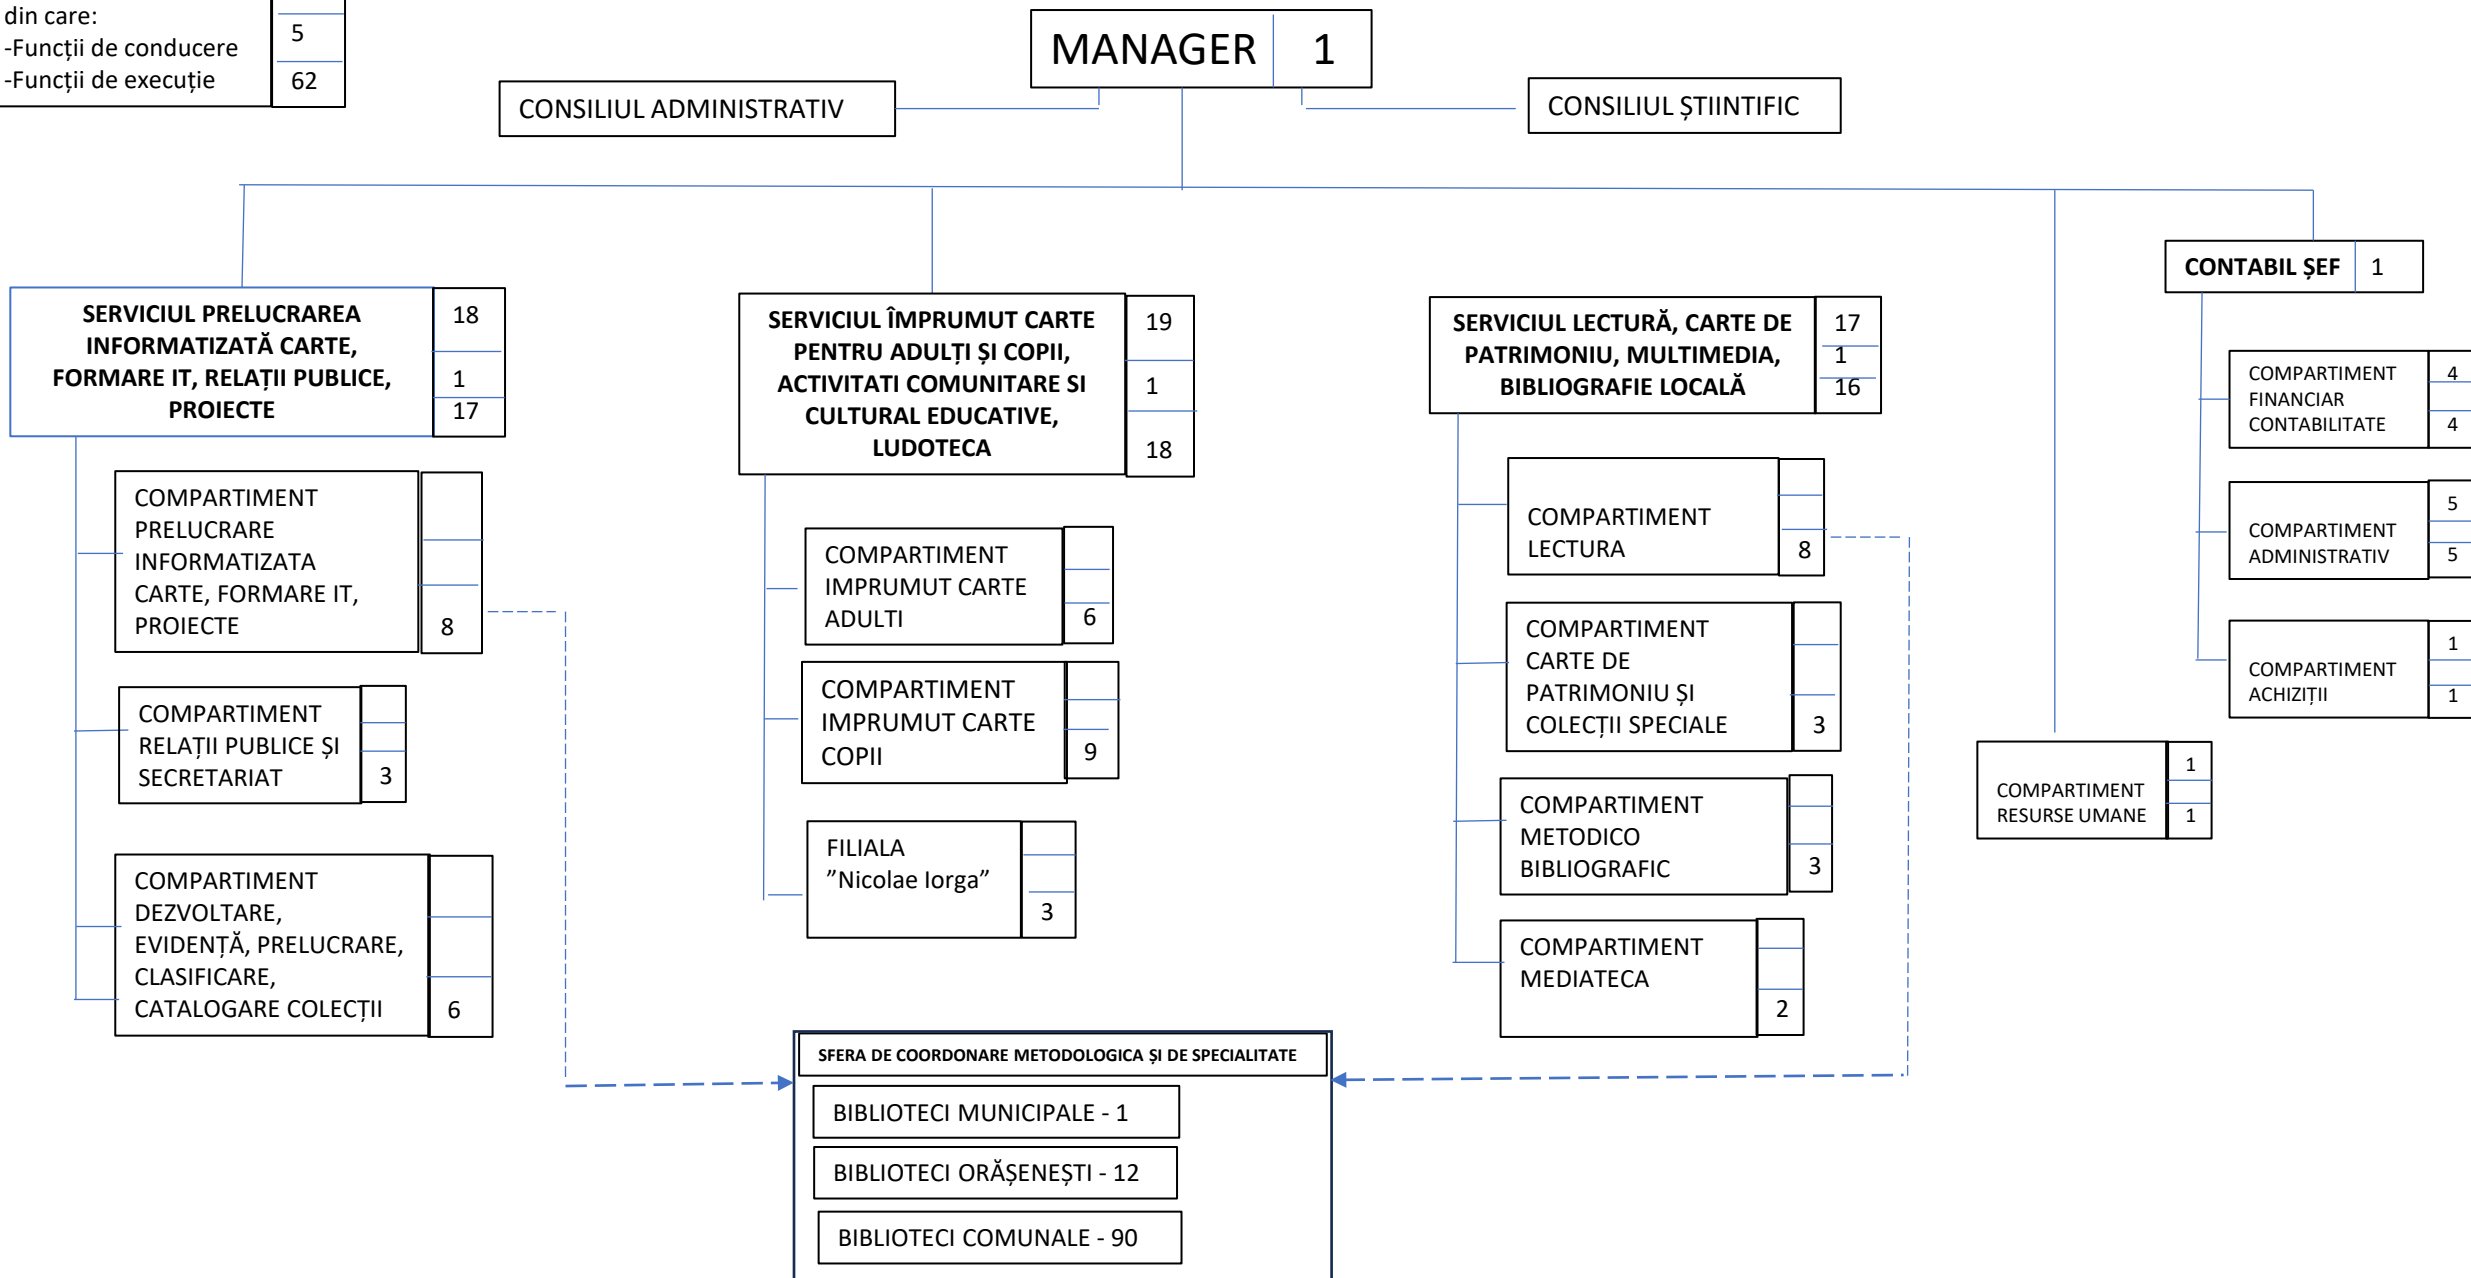 din care:
-Funcții de conducere
5
-Funcții de execuție
62
MANAGER
1
CONSILIUL ADMINISTRATIV
CONSILIUL ȘTIINTIFIC
SERVICIUL PRELUCRAREA
INFORMATIZATĂ CARTE,
FORMARE IT, RELAȚII PUBLICE,
PROIECTE
18
1
17
COMPARTIMENT
PRELUCRARE
INFORMATIZATA
CARTE, FORMARE IT,
PROIECTE
8
COMPARTIMENT
RELAȚII PUBLICE ȘI
SECRETARIAT
3
COMPARTIMENT
DEZVOLTARE,
EVIDENȚĂ, PRELUCRARE,
CLASIFICARE,
CATALOGARE COLECȚII
6
SERVICIUL ÎMPRUMUT CARTE
PENTRU ADULȚI ȘI COPII,
ACTIVITATI COMUNITARE SI
CULTURAL EDUCATIVE,
LUDOTECA
19
1
18
COMPARTIMENT
IMPRUMUT CARTE
ADULTI
6
COMPARTIMENT
IMPRUMUT CARTE
COPII
9
FILIALA
”Nicolae Iorga”
3
SERVICIUL LECTURĂ, CARTE DE
PATRIMONIU, MULTIMEDIA,
BIBLIOGRAFIE LOCALĂ
17
1
16
COMPARTIMENT
LECTURA
8
COMPARTIMENT
CARTE DE
PATRIMONIU ȘI
COLECȚII SPECIALE
3
COMPARTIMENT
METODICO
BIBLIOGRAFIC
3
COMPARTIMENT
MEDIATECA
2
COMPARTIMENT
RESURSE UMANE
1
1
CONTABIL ȘEF
1
COMPARTIMENT
FINANCIAR
CONTABILITATE
4
4
COMPARTIMENT
ADMINISTRATIV
5
5
COMPARTIMENT
ACHIZIȚII
1
1
SFERA DE COORDONARE METODOLOGICA ȘI DE SPECIALITATE
BIBLIOTECI MUNICIPALE - 1
BIBLIOTECI ORĂȘENEȘTI - 12
BIBLIOTECI COMUNALE - 90